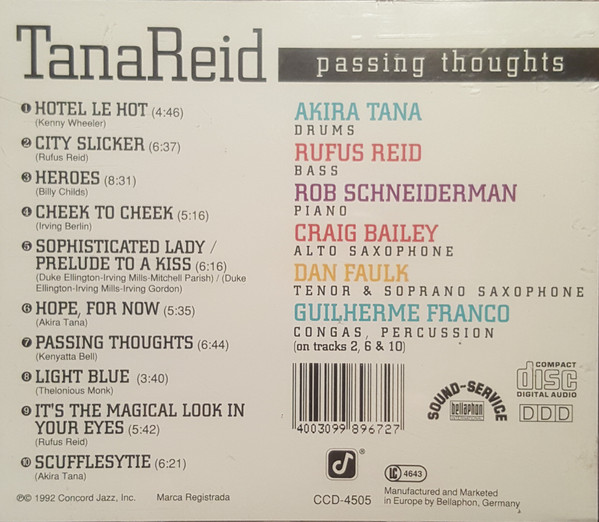 TanaReid
passing thoughts
1 HOTEL LE HOT (4:46)
(Kenny Wheeler)
2 CITY SLICKER (6:37)
(Rufus Reid)
3 HEROES (8:31)
(Billy Childs)
4 CHEEK TO CHEEK (5:16)
(Irving Berlin)
5 SOPHISTICATED LADY /
PRELUDE TO A KISS (6:16)
(Duke Ellington-Irving Mills-Mitchell Parish) / (Duke
Ellington-Irving Mills-Irving Gordon)
6 HOPE, FOR NOW (5:35)
(Akira Tana)
7 PASSING THOUGHTS (6:44)
(Kenyatta Bell)
8 LIGHT BLUE (3:40)
(Thelonious Monk)
9 IT'S THE MAGICAL LOOK IN
YOUR EYES (5:42)
(Rufus Reid)
10 SCUFFLESYTIE (6:21)
(Akira Tana)
℗© 1992 Concord Jazz, Inc. Marca Registrada
AKIRA TANA
DRUMS
RUFUS REID
BASS
ROB SCHNEIDERMAN
PIANO
CRAIG BAILEY
ALTO SAXOPHONE
DAN FAULK
TENOR & SOPRANO SAXOPHONE
GUILHERME FRANCO
CONGAS, PERCUSSION
(on tracks 2, 6 & 10)
4003099 896727
SOUND-SERVICE
bellaphon
COMPACT
disc
DIGITAL AUDIO
DDD
CCD-4505
LC 4643
Manufactured and Marketed
in Europe by Bellaphon, Germany